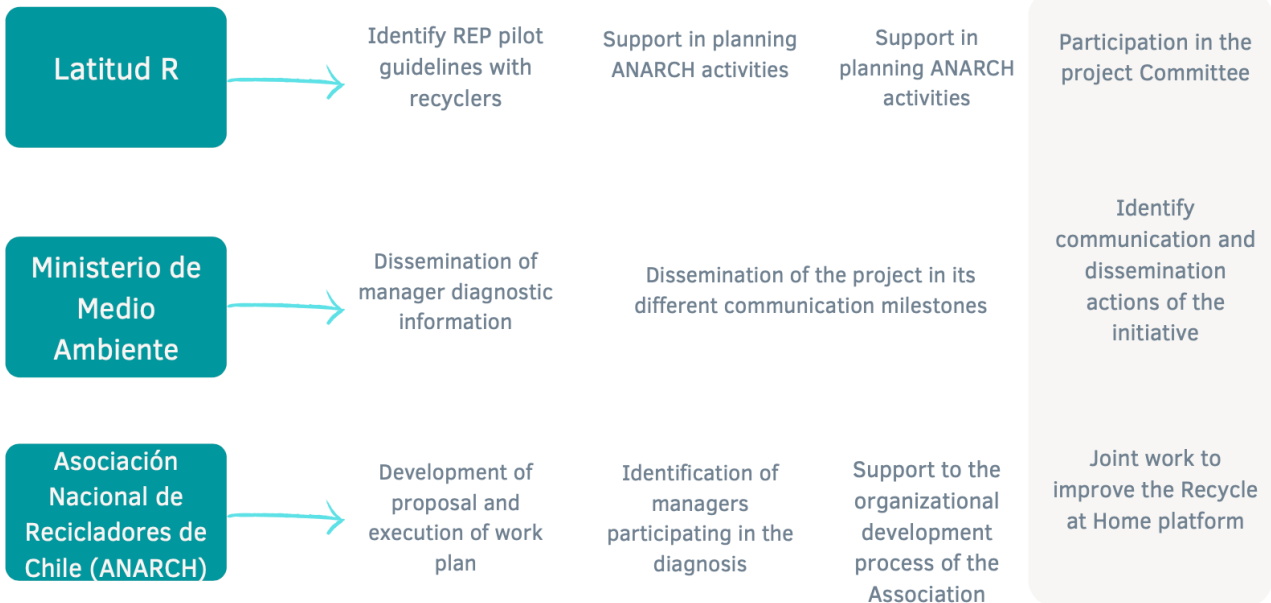 Latitud R
Identify REP pilot
guidelines with
recyclers
Support in planning
ANARCH activities
Support in
planning ANARCH
activities
Participation in the
project Committee
Ministerio de
Medio
Ambiente
Dissemination of
manager diagnostic
information
Dissemination of the project in its
different communication milestones
Identify
communication and
dissemination
actions of the
initiative
Asociación
Nacional de
Recicladores de
Chile (ANARCH)
Development of
proposal and
execution of work
plan
Identification of
managers
participating in the
diagnosis
Support to the
organizational
development
process of the
Association
Joint work to
improve the Recycle
at Home platform